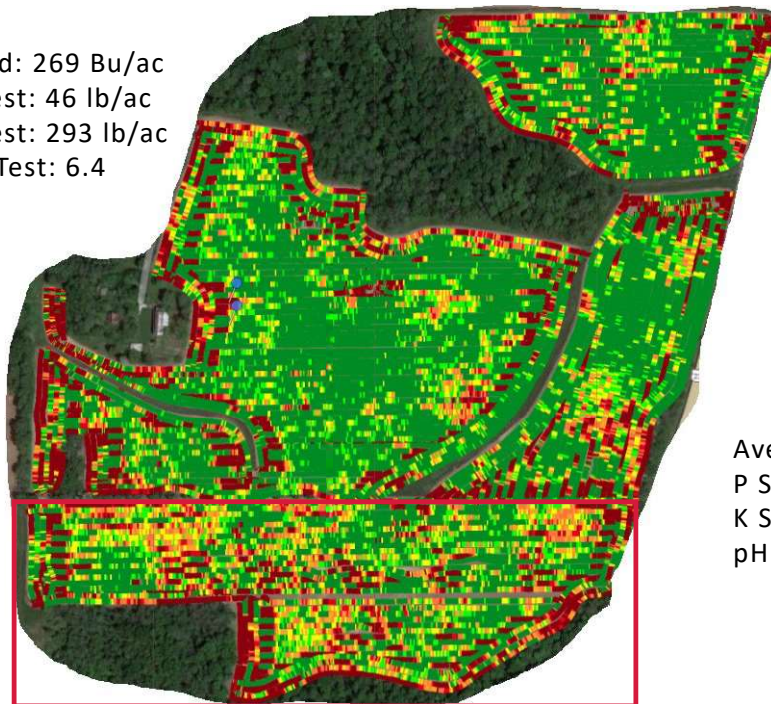 d: 269 Bu/ac
est: 46 lb/ac
est: 293 lb/ac
Test: 6.4
Ave
P S
K S
pH